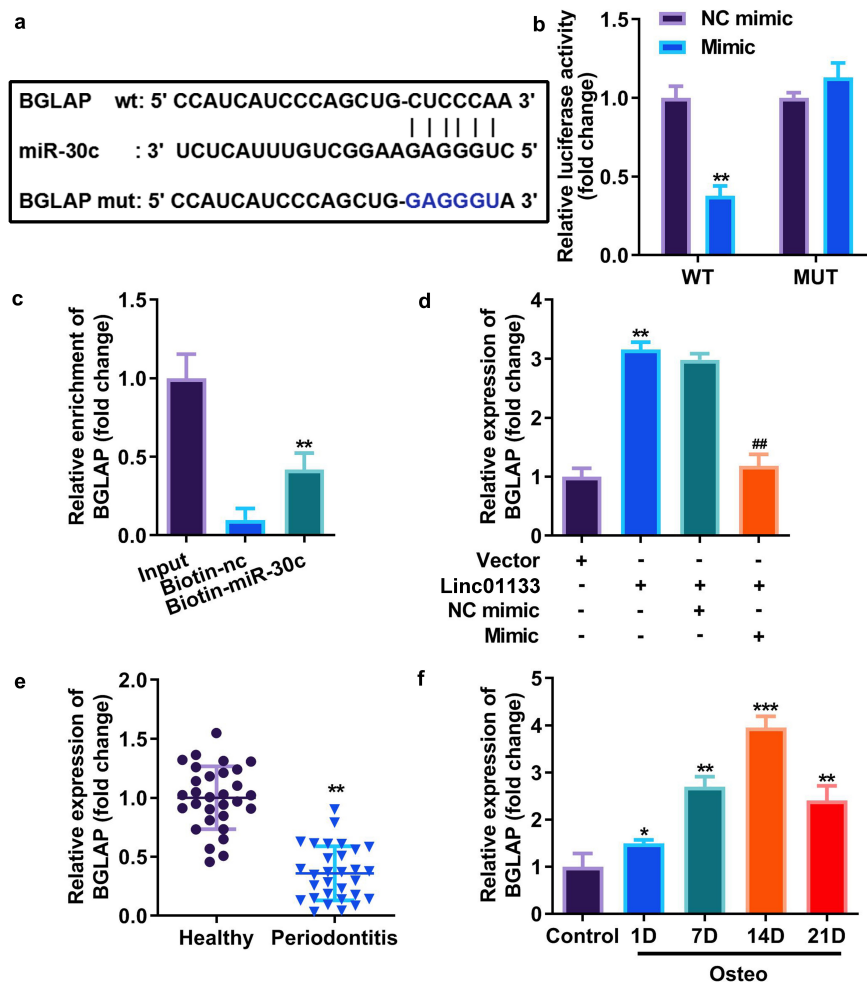 a
BGLAP wt: 5' CCAUCAUCCCAGCUG-CUCCCAA 3'
miR-30c : 3' UCUCAUUUGUCGGAAGAGGGUC 5'
BGLAP mut: 5' CCAUCAUCCCAGCUG-GAGGGUA 3'
b
NC mimic
Mimic
Relative luciferase activity
(fold change)
1.5
1.0
0.5
0.0
**
WT MUT
c
Relative enrichment of
BGLAP (fold change)
1.5
1.0
0.5
0.0
**
Input
Biotin-nc
Biotin-miR-30c
d
Relative expression of
BGLAP (fold change)
4
3
2
1
0
**
##
Vector + - - -
Linc01133 - + + +
NC mimic - - + -
Mimic - - - +
e
Relative expression of
BGLAP (fold change)
2.0
1.5
1.0
0.5
0.0
**
Healthy Periodontitis
f
Relative expression of
BGLAP (fold change)
5
4
3
2
1
0
*
**
***
**
Control 1D 7D 14D 21D
Osteo